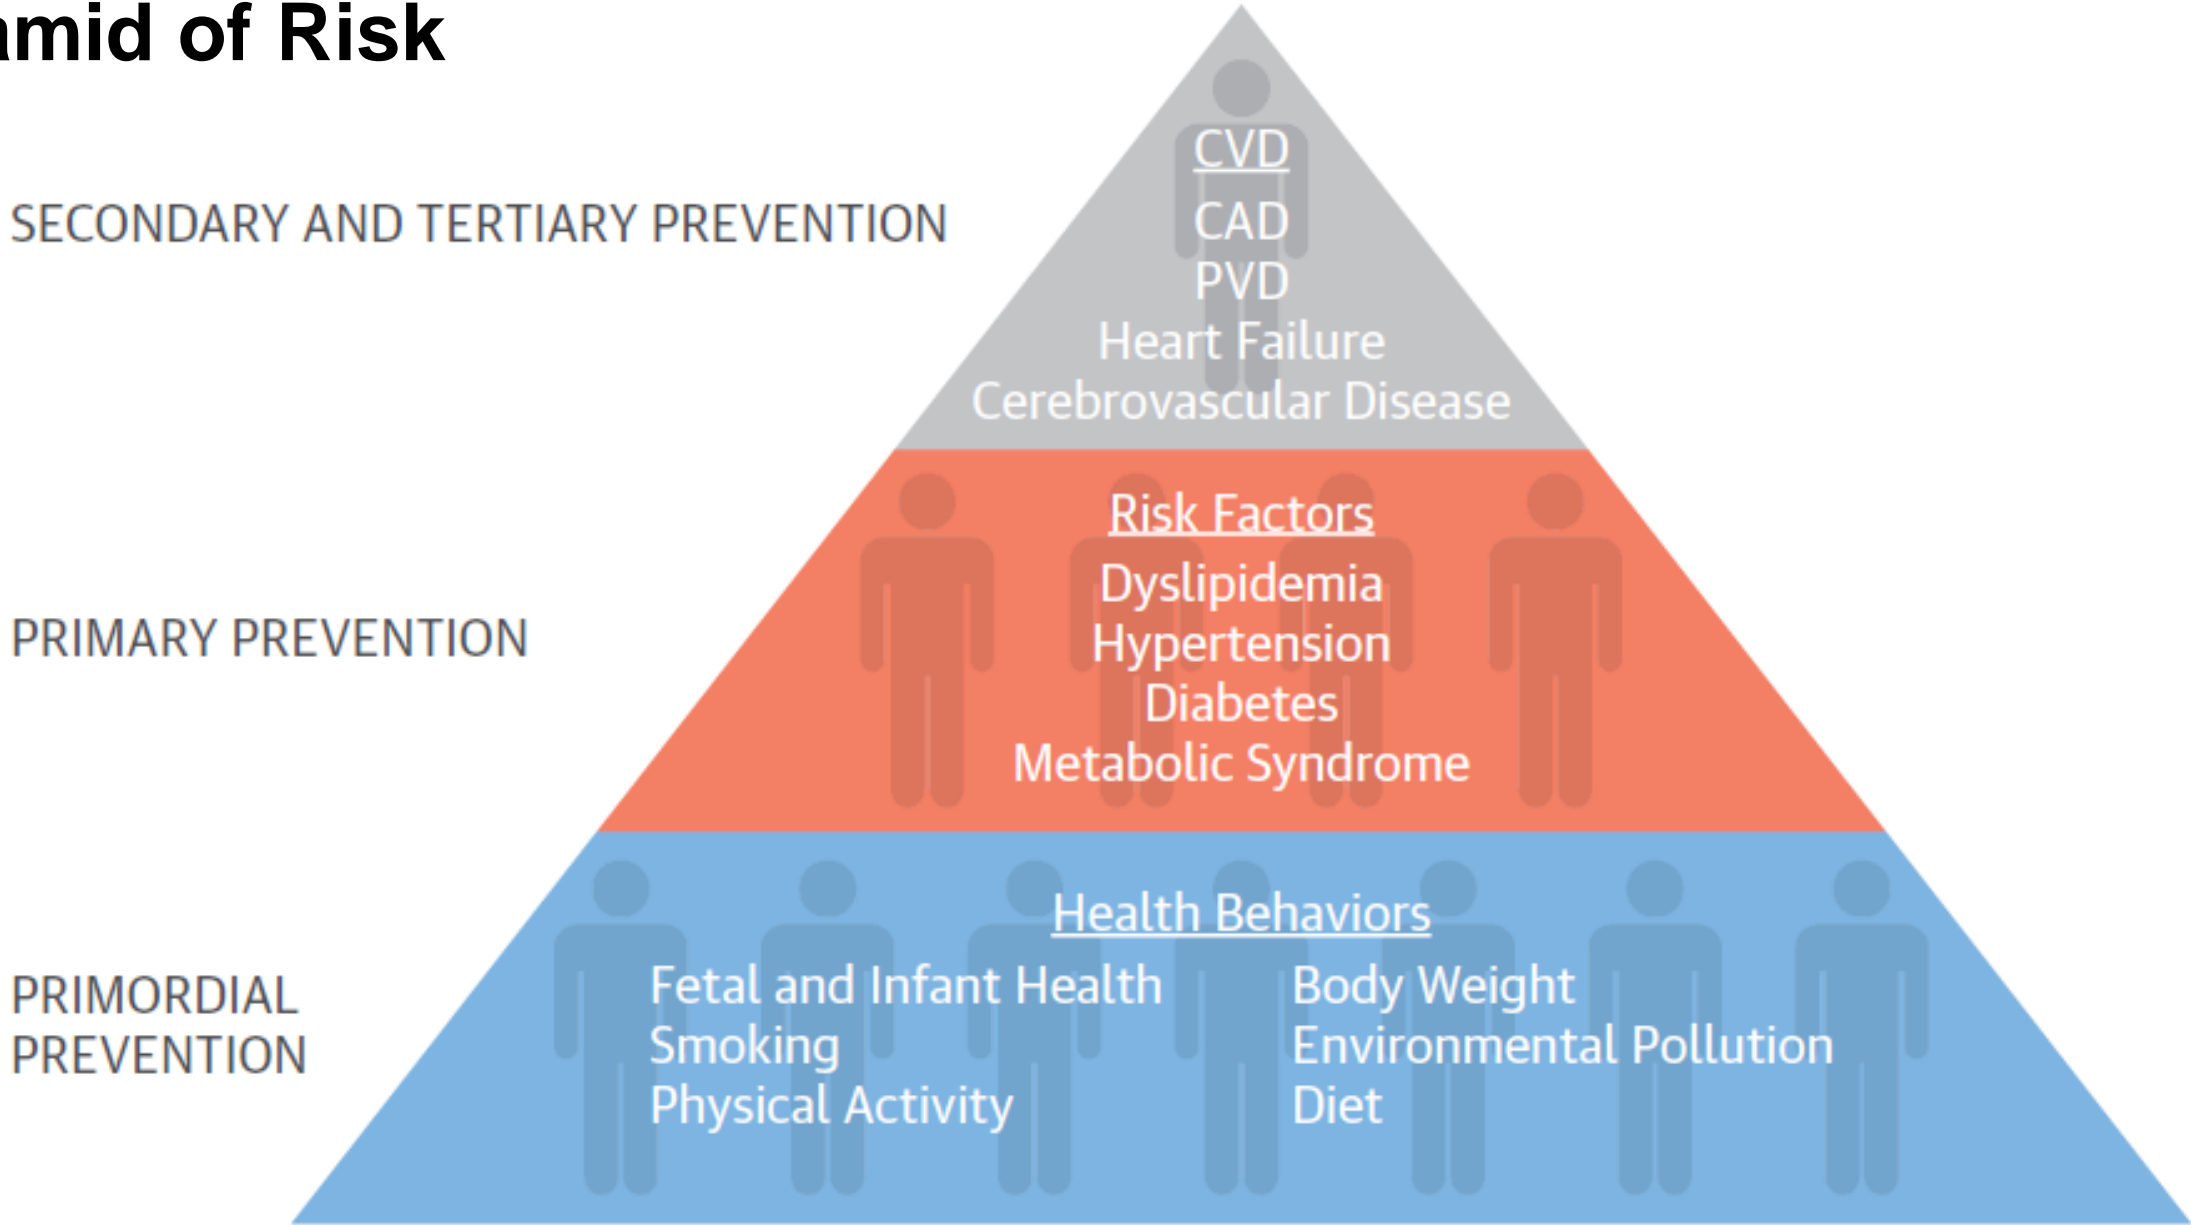 amid of Risk
SECONDARY AND TERTIARY PREVENTION
CVD
CAD
PVD
Heart Failure
Cerebrovascular Disease
PRIMARY PREVENTION
Risk Factors
Dyslipidemia
Hypertension
Diabetes
Metabolic Syndrome
PRIMORDIAL
PREVENTION
Health Behaviors
Fetal and Infant Health
Smoking
Physical Activity
Body Weight
Environmental Pollution
Diet